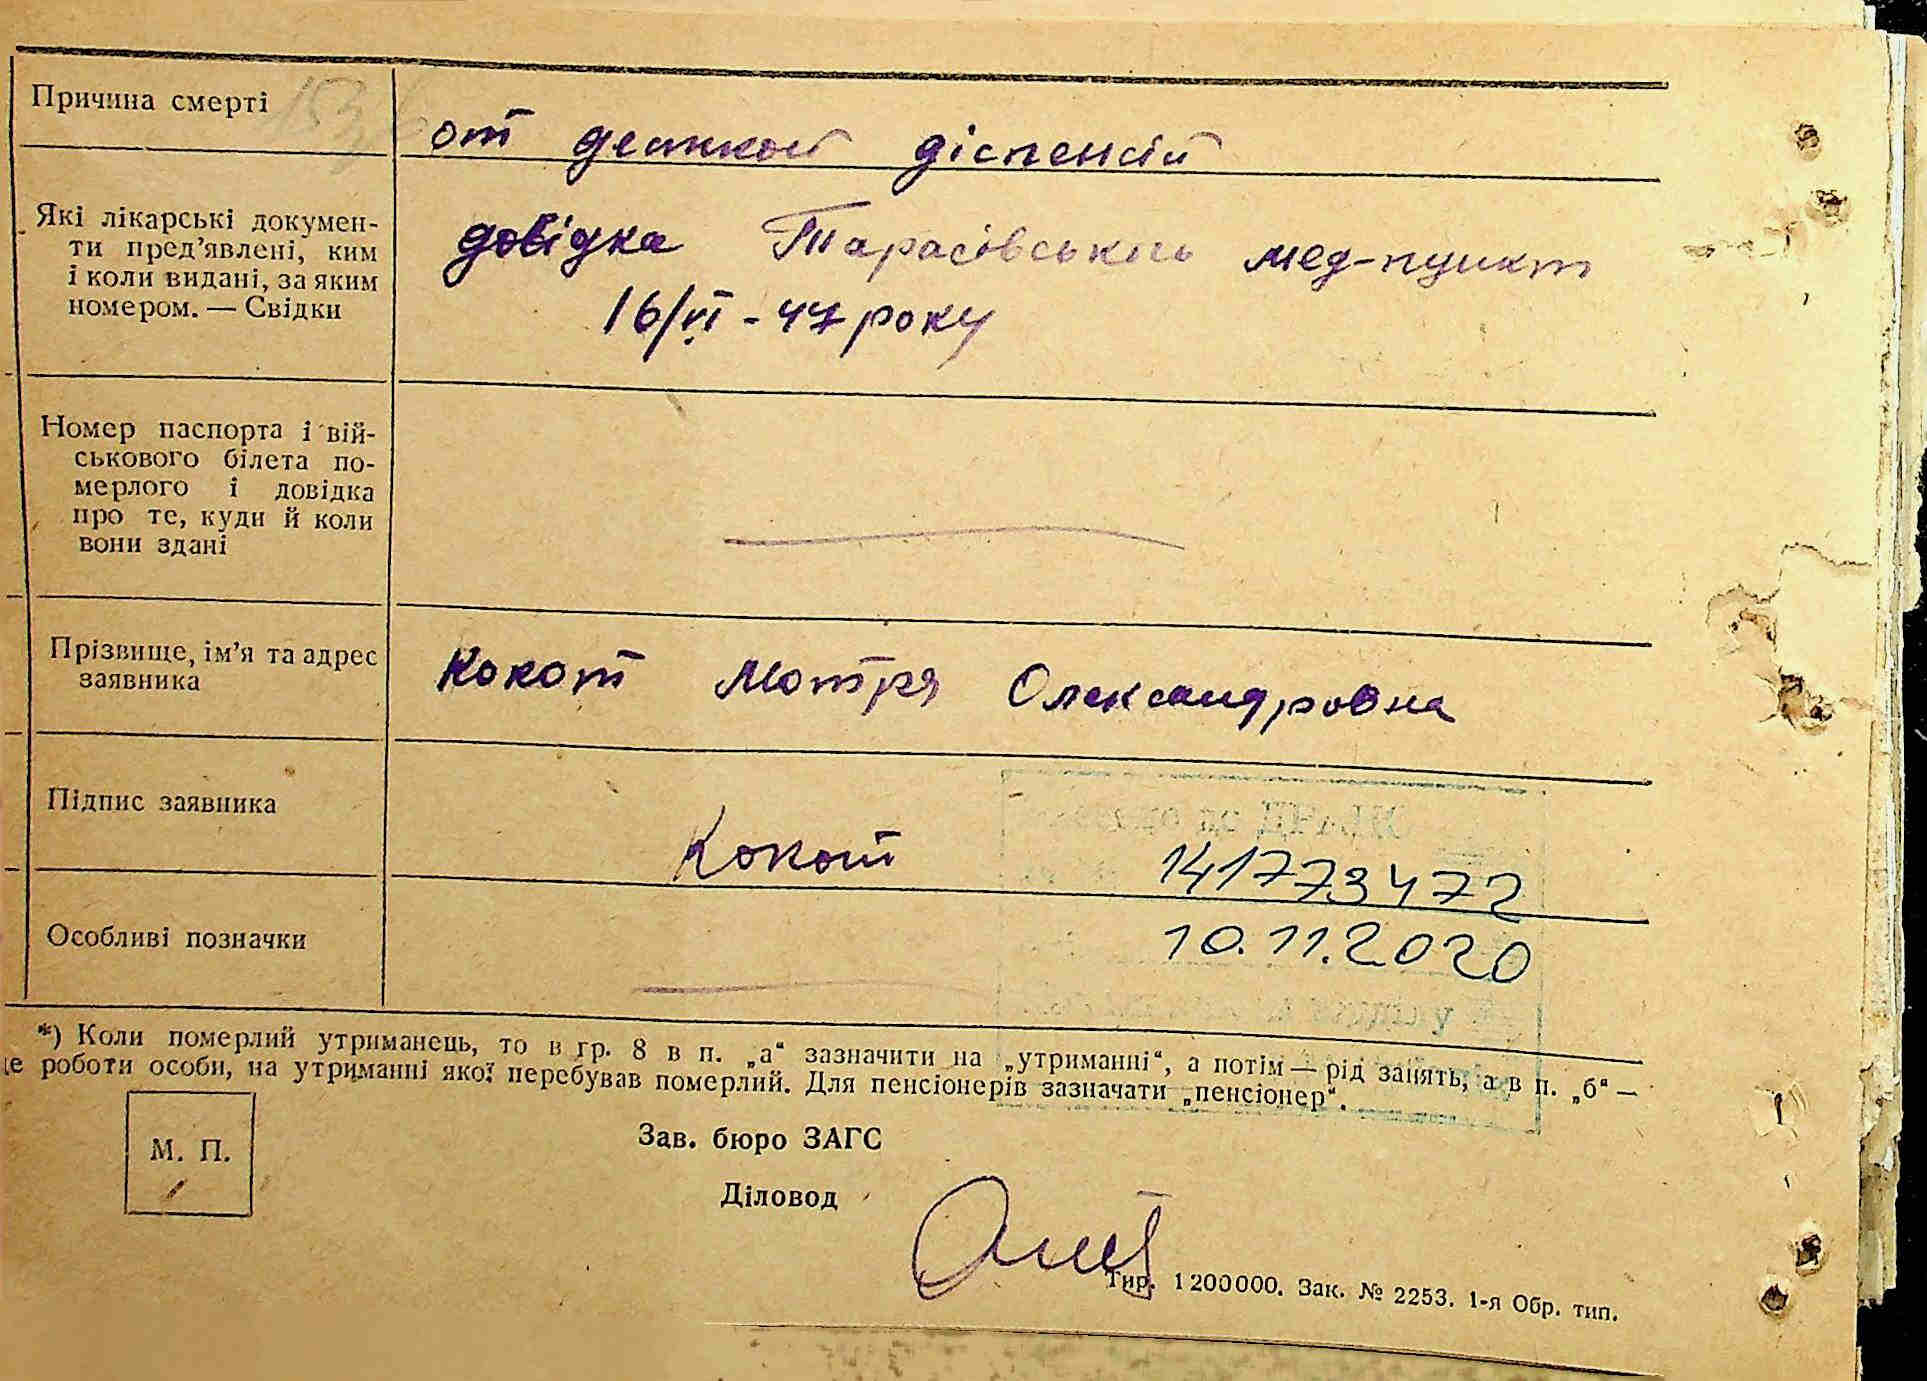 Причина смерті
от деткой діспенсій
Які лікарські докумен-
ти пред’явлені, ким
і коли видані, за яким
номером. — Свідки
довідка Тарасівським мед-пункт
16/VI - 47 року
Номер паспорта і вій-
ськового білета по-
мерлого і довідка
про те, куди й коли
вони здані
Прізвище, ім’я та адрес
заявника
Кокот Мотря Олександровна
Підпис заявника
Кокот
141773472
Особливі позначки
10.11.2020
*) Коли померлий утриманець, то в гр. 8 в п. „а“ зазначити на „утриманні“, а потім — рід занять, а в п. „б“ —
е роботи особи, на утриманні якої перебував померлий. Для пенсіонерів зазначати „пенсіонер“.
М. П.
Зав. бюро ЗАГС
Діловод
Тир. 1200000. Зак. № 2253. 1-я Обр. тип.